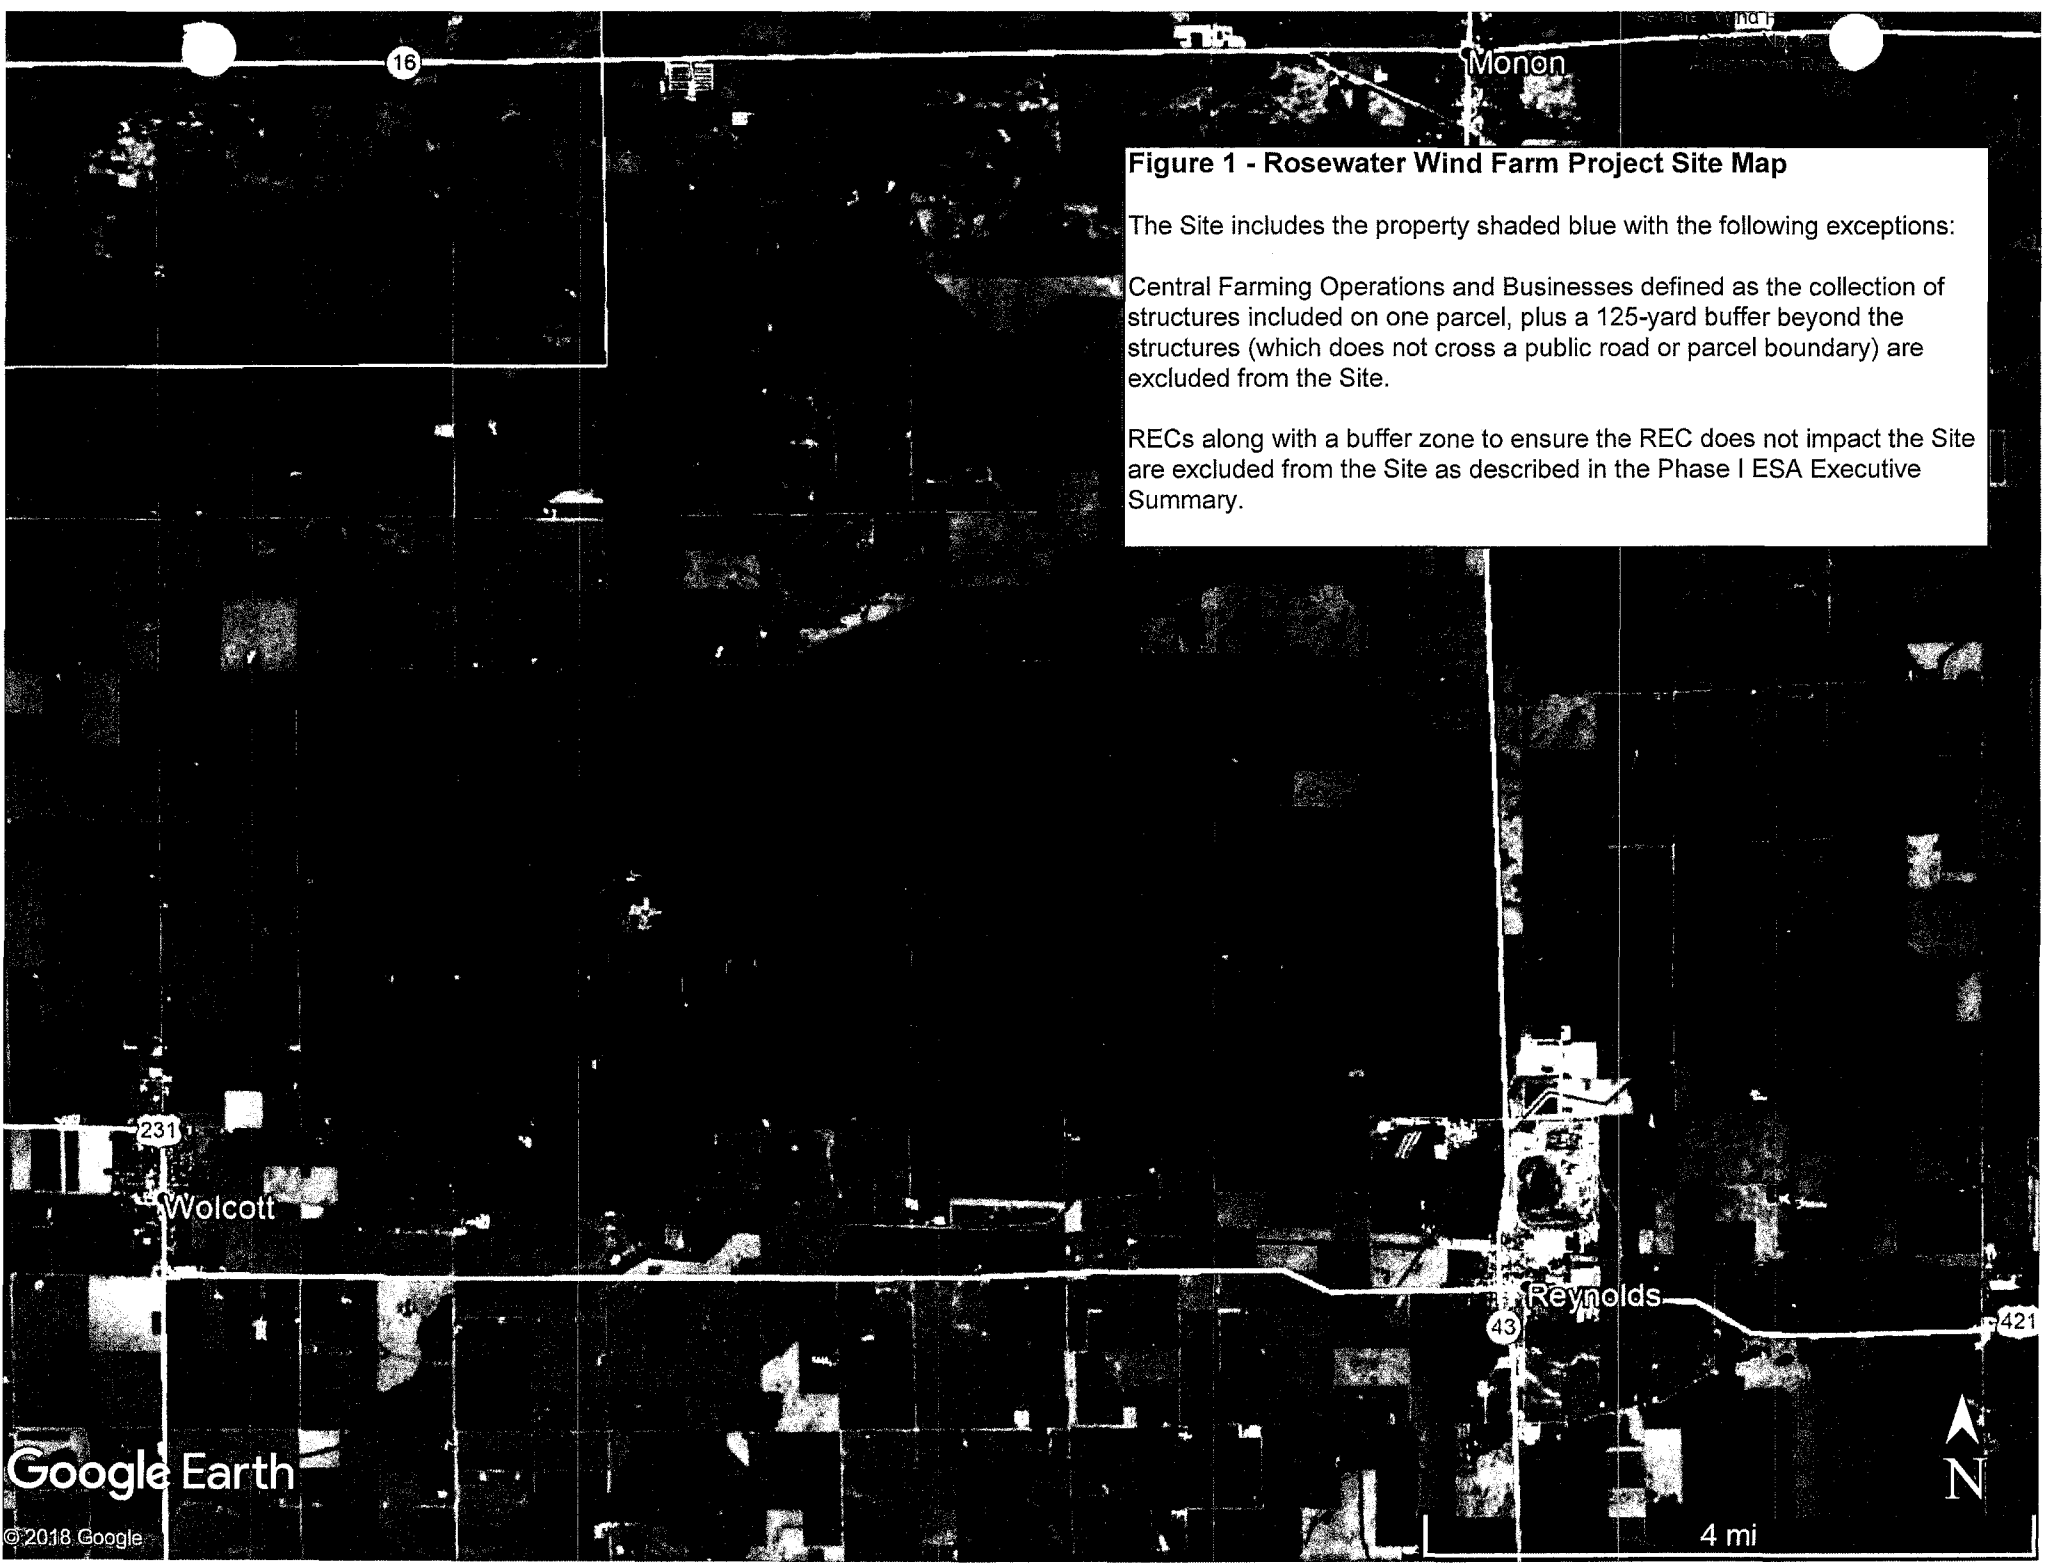 16
Monon
Figure 1 - Rosewater Wind Farm Project Site Map
The Site includes the property shaded blue with the following exceptions:
Central Farming Operations and Businesses defined as the collection of
structures included on one parcel, plus a 125-yard buffer beyond the
structures (which does not cross a public road or parcel boundary) are
excluded from the Site.
RECs along with a buffer zone to ensure the REC does not impact the Site
are excluded from the Site as described in the Phase I ESA Executive
Summary.
231
Wolcott
Reynolds
43
421
Google Earth
N
© 2018 Google
4 mi